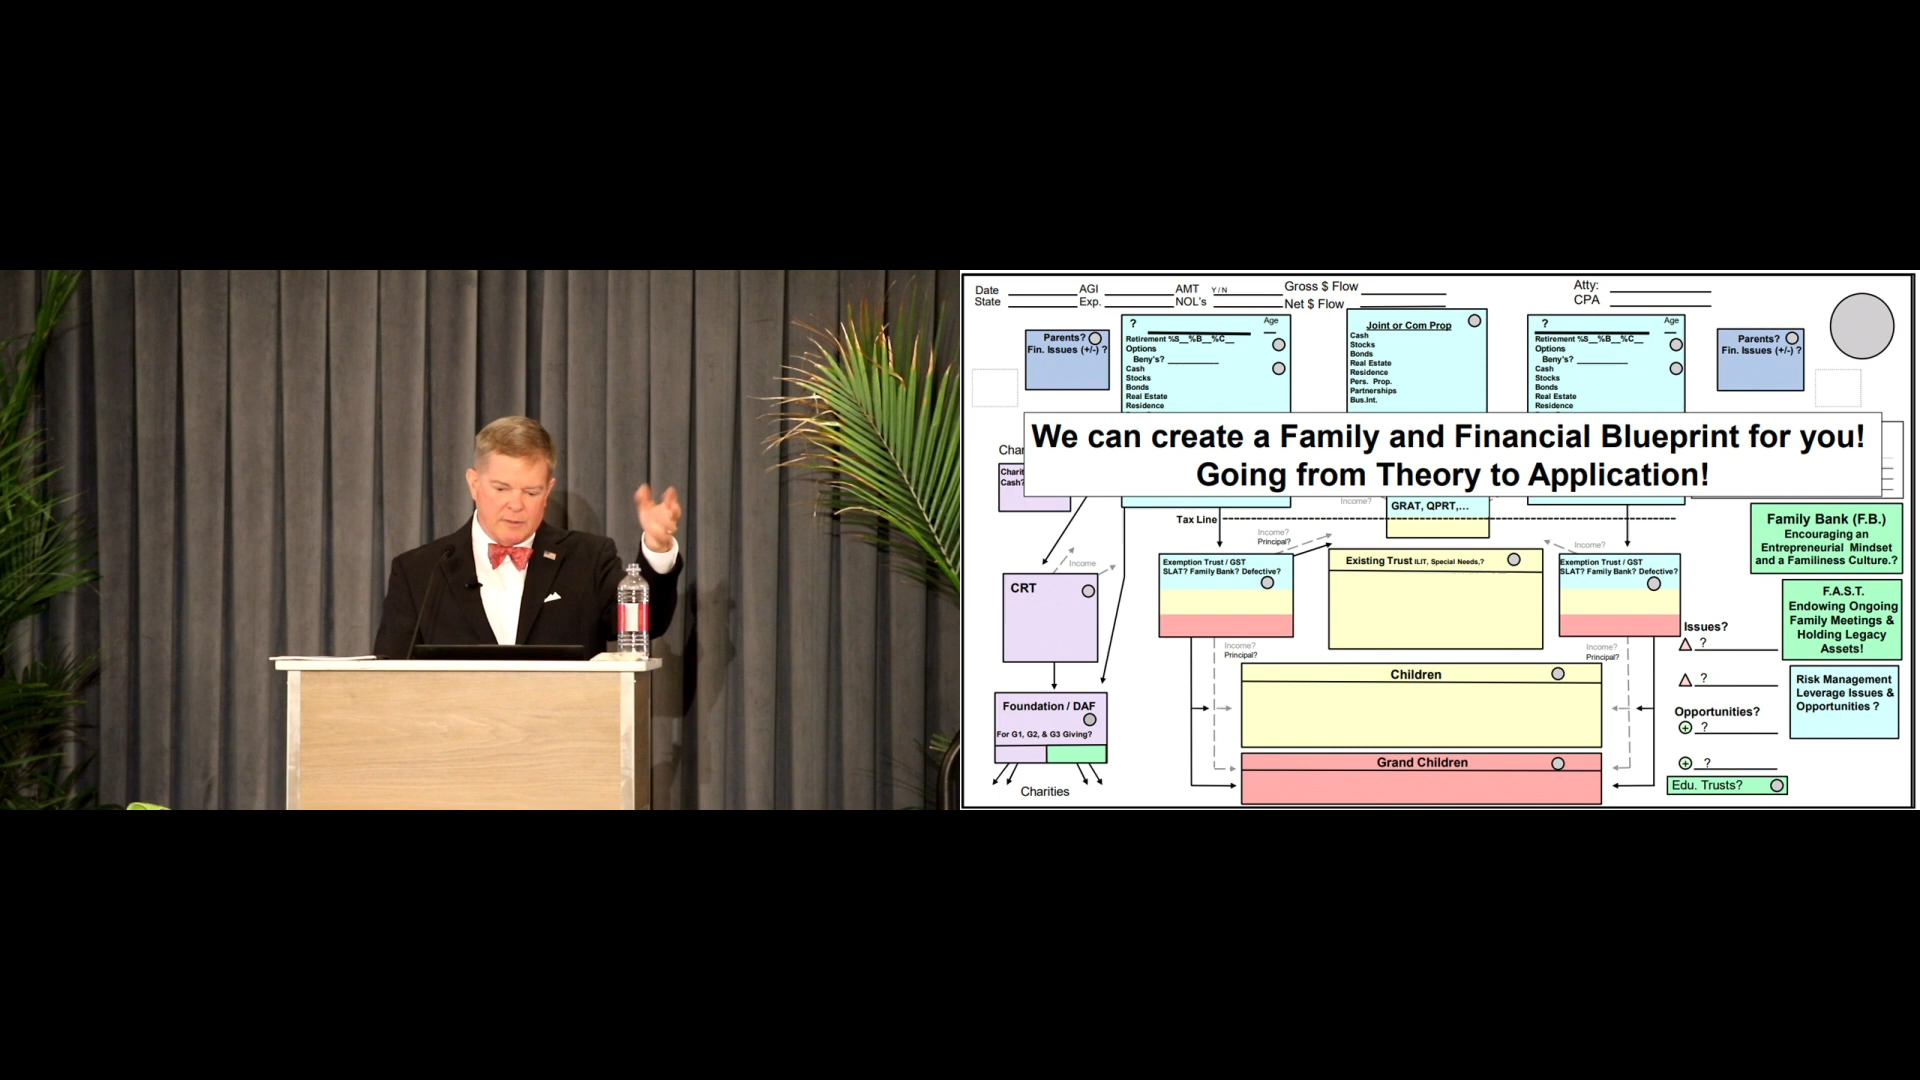 Date AGI AMT Y / N Gross $ Flow Atty:
State Exp. NOL's Net $ Flow CPA
Parents?
Fin. Issues (+/-) ?
? Age
Retirement %S__%B__%C__
Options
Beny's?
Cash
Stocks
Bonds
Real Estate
Residence
Joint or Com Prop
Cash
Stocks
Bonds
Real Estate
Residence
Pers. Prop.
Partnerships
Bus.Int.
? Age
Retirement %S__%B__%C__
Options
Beny's?
Cash
Stocks
Bonds
Real Estate
Residence
Parents?
Fin. Issues (+/-) ?
We can create a Family and Financial Blueprint for you!
Going from Theory to Application!
Cash?
Income?
GRAT, QPRT,...
Tax Line
Income?
Principal?
Income?
Income
CRT
Exemption Trust / GST
SLAT? Family Bank? Defective?
Existing Trust ILIT, Special Needs,?
Exemption Trust / GST
SLAT? Family Bank? Defective?
Family Bank (F.B.)
Encouraging an
Entrepreneurial Mindset
and a Familiness Culture.?
F.A.S.T.
Endowing Ongoing
Family Meetings &
Holding Legacy
Assets!
Income?
Principal?
Income?
Principal?
Issues?
?
?
Risk Management
Leverage Issues &
Opportunities ?
Children
Foundation / DAF
For G1, G2, & G3 Giving?
Opportunities?
?
?
Grand Children
Charities
Edu. Trusts?